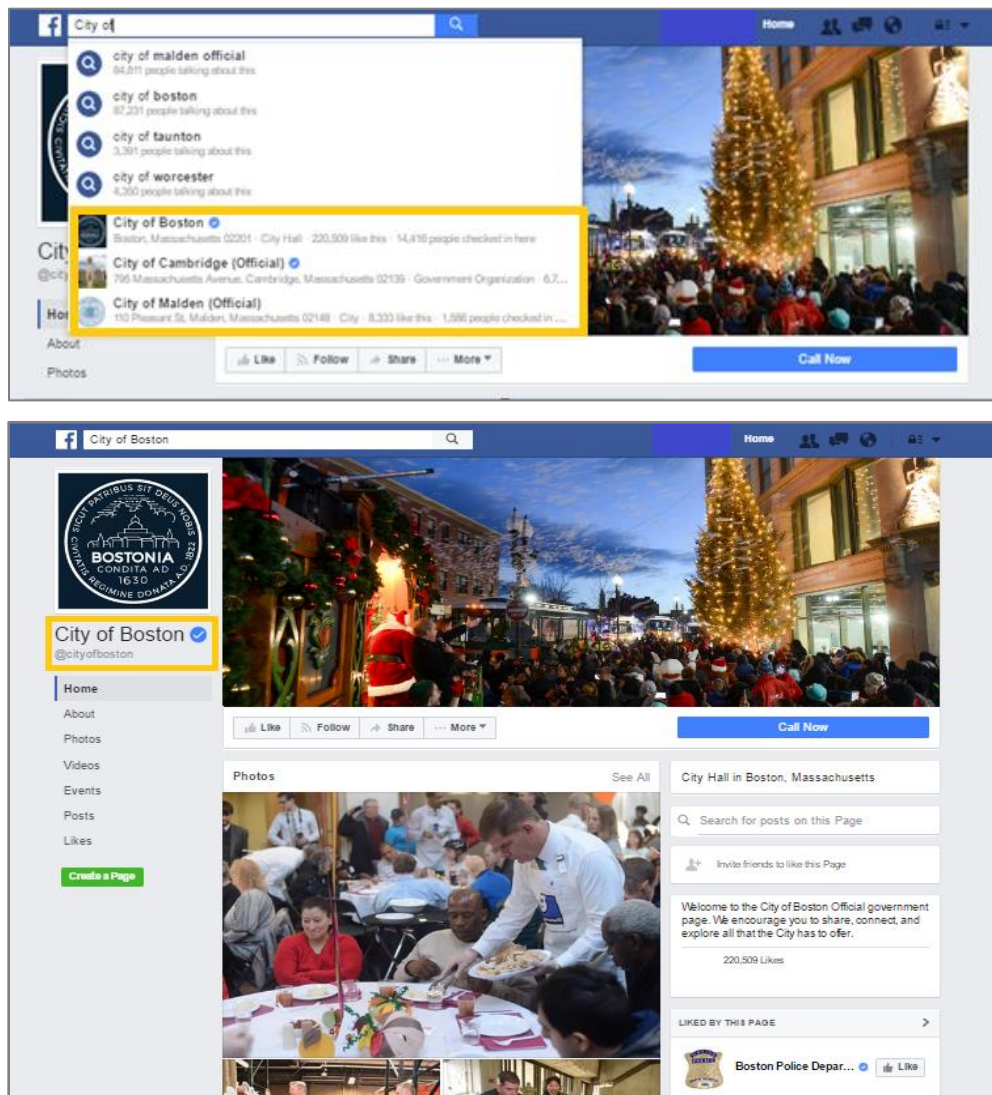 City of
Home
city of malden official
84,811 people talking about this
city of boston
87,231 people talking about this
city of taunton
3,391 people talking about this
city of worcester
4,350 people talking about this
City of Boston
Boston, Massachusetts 02201 · City Hall · 220,509 like this · 14,416 people checked in here
City of Cambridge (Official)
795 Massachusetts Avenue, Cambridge, Massachusetts 02139 · Government Organization · 6,7...
City of Malden (Official)
110 Pleasant St, Malden, Massachusetts 02148 · City · 8,333 like this · 1,586 people checked in ...
City
@city
Hom
About
Photos
Like Follow Share ... More
Call Now
City of Boston
Home
SICUT PATRIBUS SIT DEUS NOBIS
BOSTONIA
CONDITA AD
1630
CIVITATIS REGIMINE DONATA A.D. 1822
City of Boston
@cityofboston
Home
About
Photos
Videos
Events
Posts
Likes
Create a Page
Like Follow Share ... More
Call Now
Photos See All
City Hall in Boston, Massachusetts
Search for posts on this Page
Invite friends to like this Page
Welcome to the City of Boston Official government
page. We encourage you to share, connect, and
explore all that the City has to offer.
220,509 Likes
LIKED BY THIS PAGE >
Boston Police Depar... Like